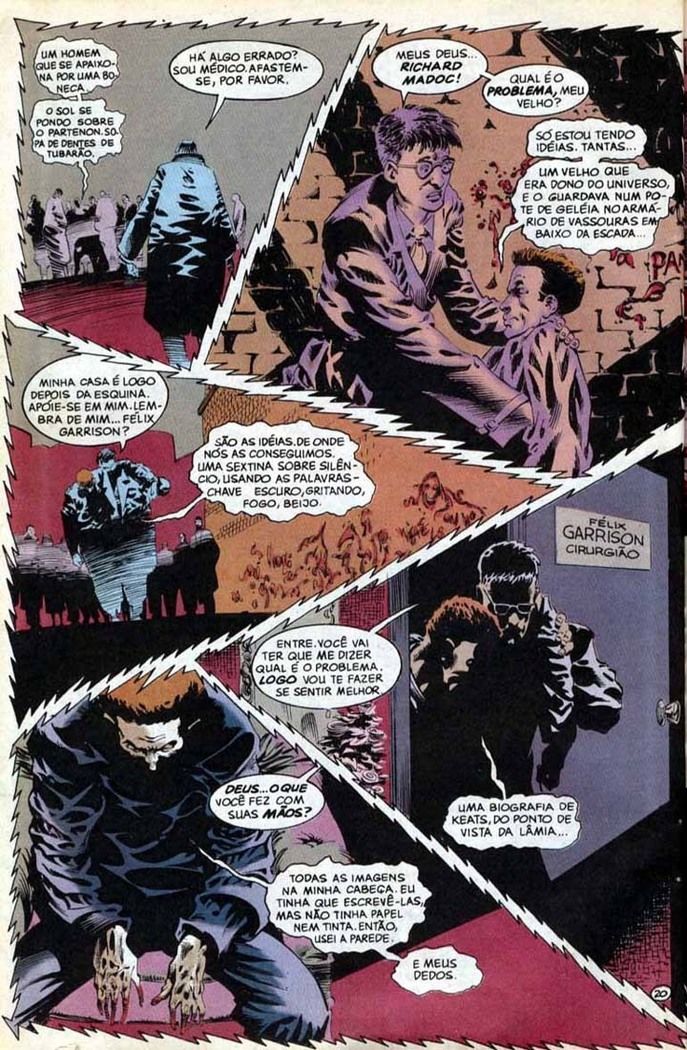 UM HOMEM
QUE SE APAIXO-
NA POR UMA BO-
NECA.
O SOL SE
PONDO SOBRE
O PARTENON. SO-
PA DE DENTES DE
TUBARÃO.
HÁ ALGO ERRADO?
SOU MÉDICO. AFASTEM-
SE, POR FAVOR.
MEUS DEUS...
RICHARD
MADOC!
QUAL É O
PROBLEMA, MEU
VELHO?
SÓ ESTOU TENDO
IDÉIAS. TANTAS...
UM VELHO QUE
ERA DONO DO UNIVERSO,
E O GUARDAVA NUM PO-
TE DE GELÉIA NO ARMÁ-
RIO DE VASSOURAS EM-
BAIXO DA ESCADA...
PAN
MINHA CASA É LOGO
DEPOIS DA ESQUINA.
APÓIE-SE EM MIM. LEM-
BRA DE MIM... FÉLIX
GARRISON?
SÃO AS IDÉIAS. DE ONDE
NÓS AS CONSEGUIMOS.
UMA SEXTINA SOBRE SILÊN-
CIO, USANDO AS PALAVRAS-
CHAVE ESCURO, GRITANDO,
FOGO, BEIJO.
FÉLIX
GARRISON
CIRURGIÃO
ENTRE. VOCÊ VAI
TER QUE ME DIZER
QUAL É O PROBLEMA.
LOGO VOU TE FAZER
SE SENTIR MELHOR
UMA BIOGRAFIA DE
KEATS, DO PONTO DE
VISTA DA LÂMIA...
DEUS... O QUE
VOCÊ FEZ COM
SUAS MÃOS?
TODAS AS IMAGENS
NA MINHA CABEÇA. EU
TINHA QUE ESCREVÊ-LAS,
MAS NÃO TINHA PAPEL
NEM TINTA. ENTÃO,
USEI A PAREDE.
E MEUS
DEDOS.
20